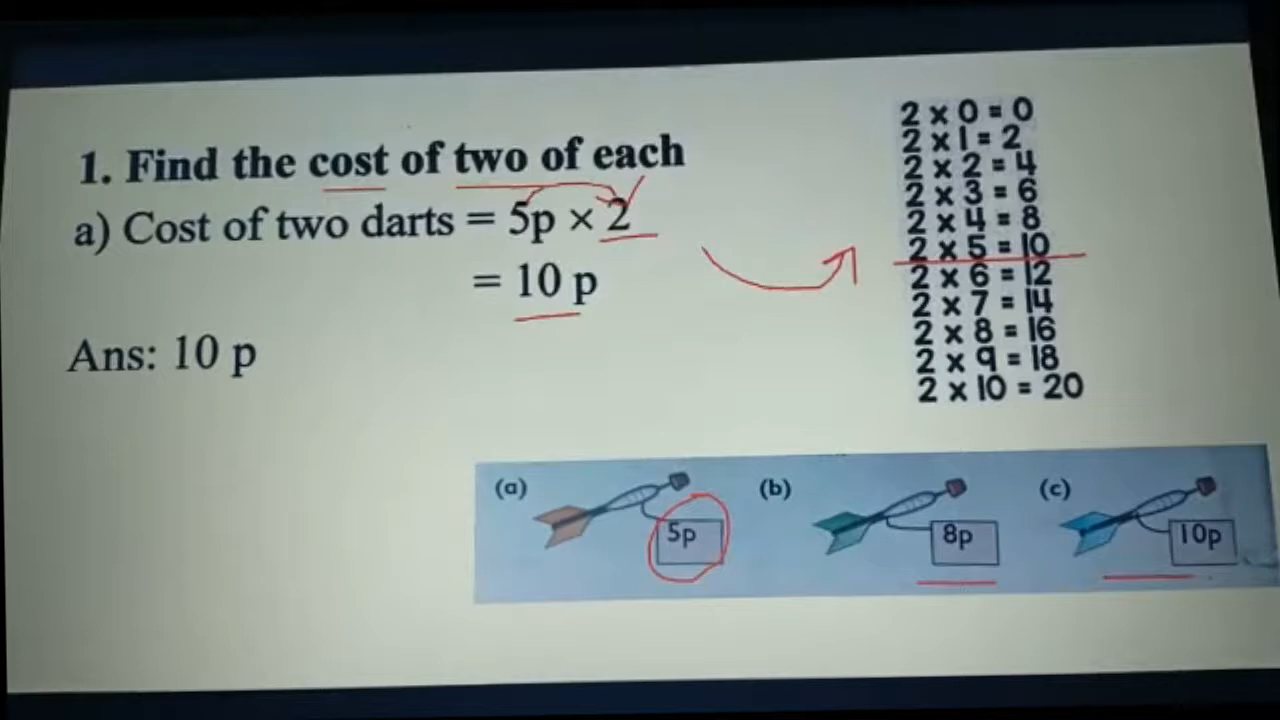 1. Find the cost of two of each
a) Cost of two darts = 5p × 2
= 10 p
Ans: 10 p
2 x 0 = 0
2 x 1 = 2
2 x 2 = 4
2 x 3 = 6
2 x 4 = 8
2 x 5 = 10
2 x 6 = 12
2 x 7 = 14
2 x 8 = 16
2 x 9 = 18
2 x 10 = 20
(a) (b) (c)
5p 8p 10p